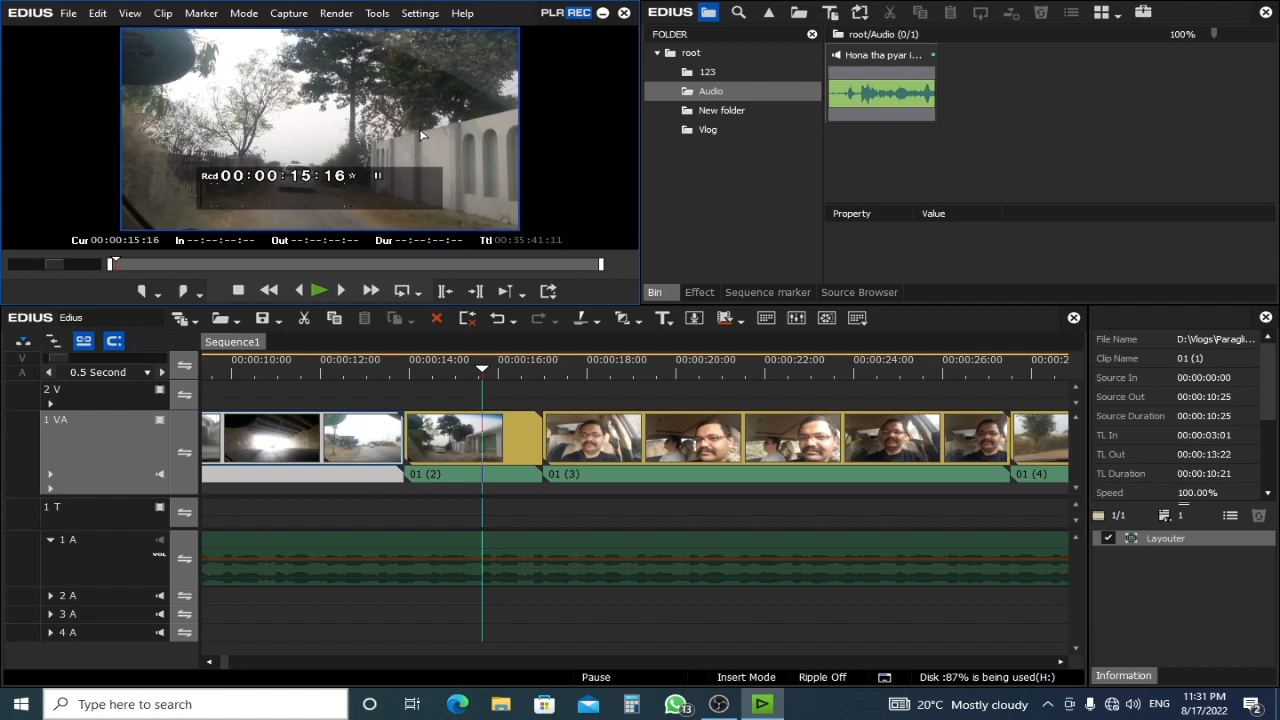 EDIUS File Edit View Clip Marker Mode Capture Render Tools Settings Help PLR REC
Rcd 00:00:15:16
Cur 00:00:15:16 In --:--:--:-- Out --:--:--:-- Dur --:--:--:-- Ttl 00:35:41:11
EDIUS
FOLDER
root
123
Audio
New folder
Vlog
root/Audio (0/1) 100%
Hona tha pyar i...
Property Value
Bin Effect Sequence marker Source Browser
EDIUS Edius
Sequence1
V
A
0.5 Second
00:00:10:00 00:00:12:00 00:00:14:00 00:00:16:00 00:00:18:00 00:00:20:00 00:00:22:00 00:00:24:00 00:00:26:00 00:00:2
2 V
1 VA
01 (2) 01 (3) 01 (4)
1 T
1 A
VOL
2 A
3 A
4 A
Pause Insert Mode Ripple Off Disk :87% is being used(H:)
File Name D:\Vlogs\Paragli...
Clip Name 01 (1)
Source In 00:00:00:00
Source Out 00:00:10:25
Source Duration 00:00:10:25
TL In 00:00:03:01
TL Out 00:00:13:22
TL Duration 00:00:10:21
Speed 100.00%
1/1 1
Layouter
Information
Type here to search
13
20°C Mostly cloudy
ENG
11:31 PM
8/17/2022
2